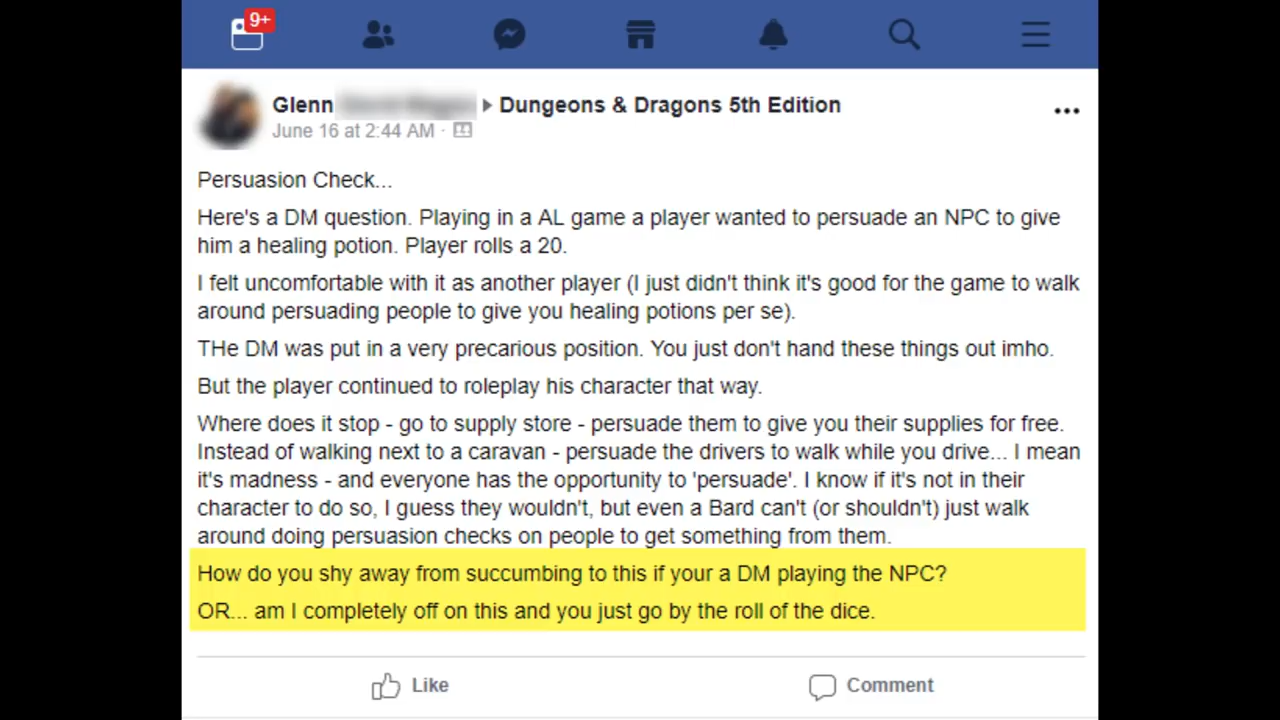 9+
Glenn ▸ Dungeons & Dragons 5th Edition
June 16 at 2:44 AM ·
Persuasion Check...
Here's a DM question. Playing in a AL game a player wanted to persuade an NPC to give
him a healing potion. Player rolls a 20.
I felt uncomfortable with it as another player (I just didn't think it's good for the game to walk
around persuading people to give you healing potions per se).
THe DM was put in a very precarious position. You just don't hand these things out imho.
But the player continued to roleplay his character that way.
Where does it stop - go to supply store - persuade them to give you their supplies for free.
Instead of walking next to a caravan - persuade the drivers to walk while you drive... I mean
it's madness - and everyone has the opportunity to 'persuade'. I know if it's not in their
character to do so, I guess they wouldn't, but even a Bard can't (or shouldn't) just walk
around doing persuasion checks on people to get something from them.
How do you shy away from succumbing to this if your a DM playing the NPC?
OR... am I completely off on this and you just go by the roll of the dice.
Like
Comment